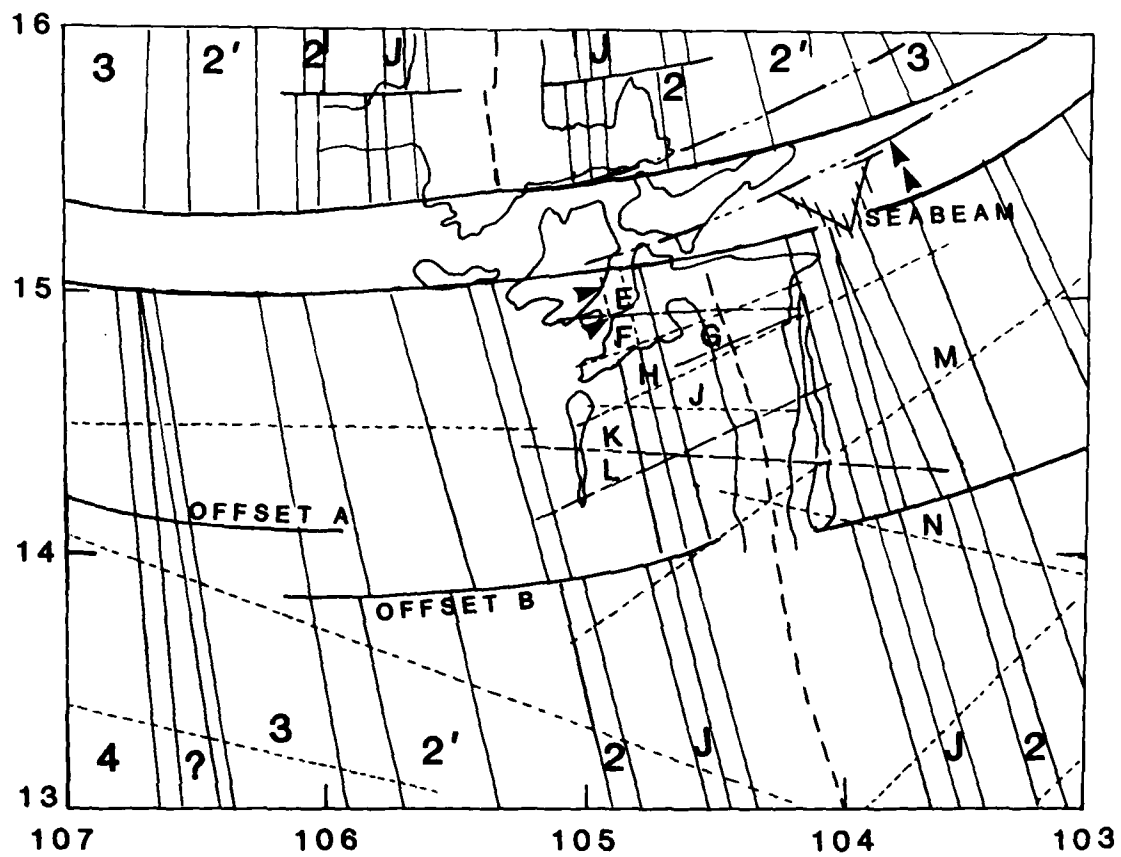 16
3 2' 2 J J 2 2' 3
SEABEAM
15
E
F G
H
J
M
K
L
OFFSET A
N
14
OFFSET B
4 ? 3 2' 2 J J 2
13
107 106 105 104 103